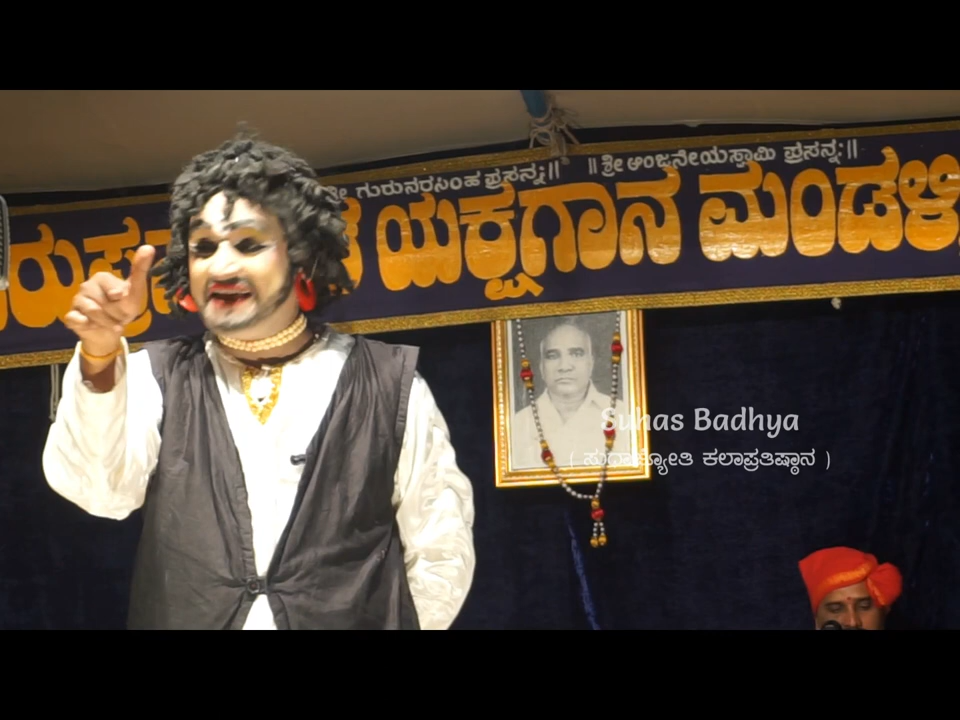 ಶ್ರೀ ಗುರುನರಸಿಂಹ ಪ್ರಸನ್ನಃ|| ||ಶ್ರೀ ಆಂಜನೇಯಸ್ವಾಮಿ ಪ್ರಸನ್ನಃ||
ಯಕ್ಷಗಾನ ಮಂಡಳಿ
Suhas Badhya
( ಸುಧಾಜ್ಯೋತಿ ಕಲಾಪ್ರತಿಷ್ಠಾನ )